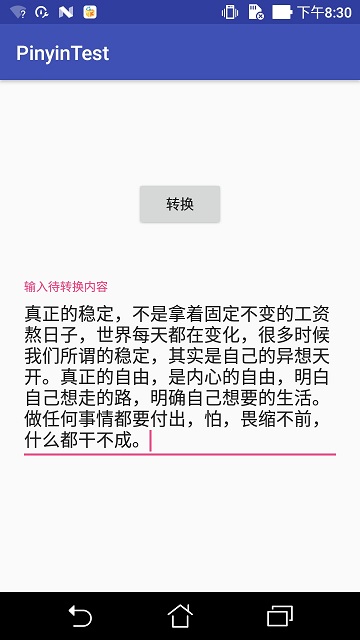 下午8:30
PinyinTest
转换
输入待转换内容
真正的稳定，不是拿着固定不变的工资
熬日子，世界每天都在变化，很多时候
我们所谓的稳定，其实是自己的异想天
开。真正的自由，是内心的自由，明白
自己想走的路，明确自己想要的生活。
做任何事情都要付出，怕，畏缩不前，
什么都干不成。